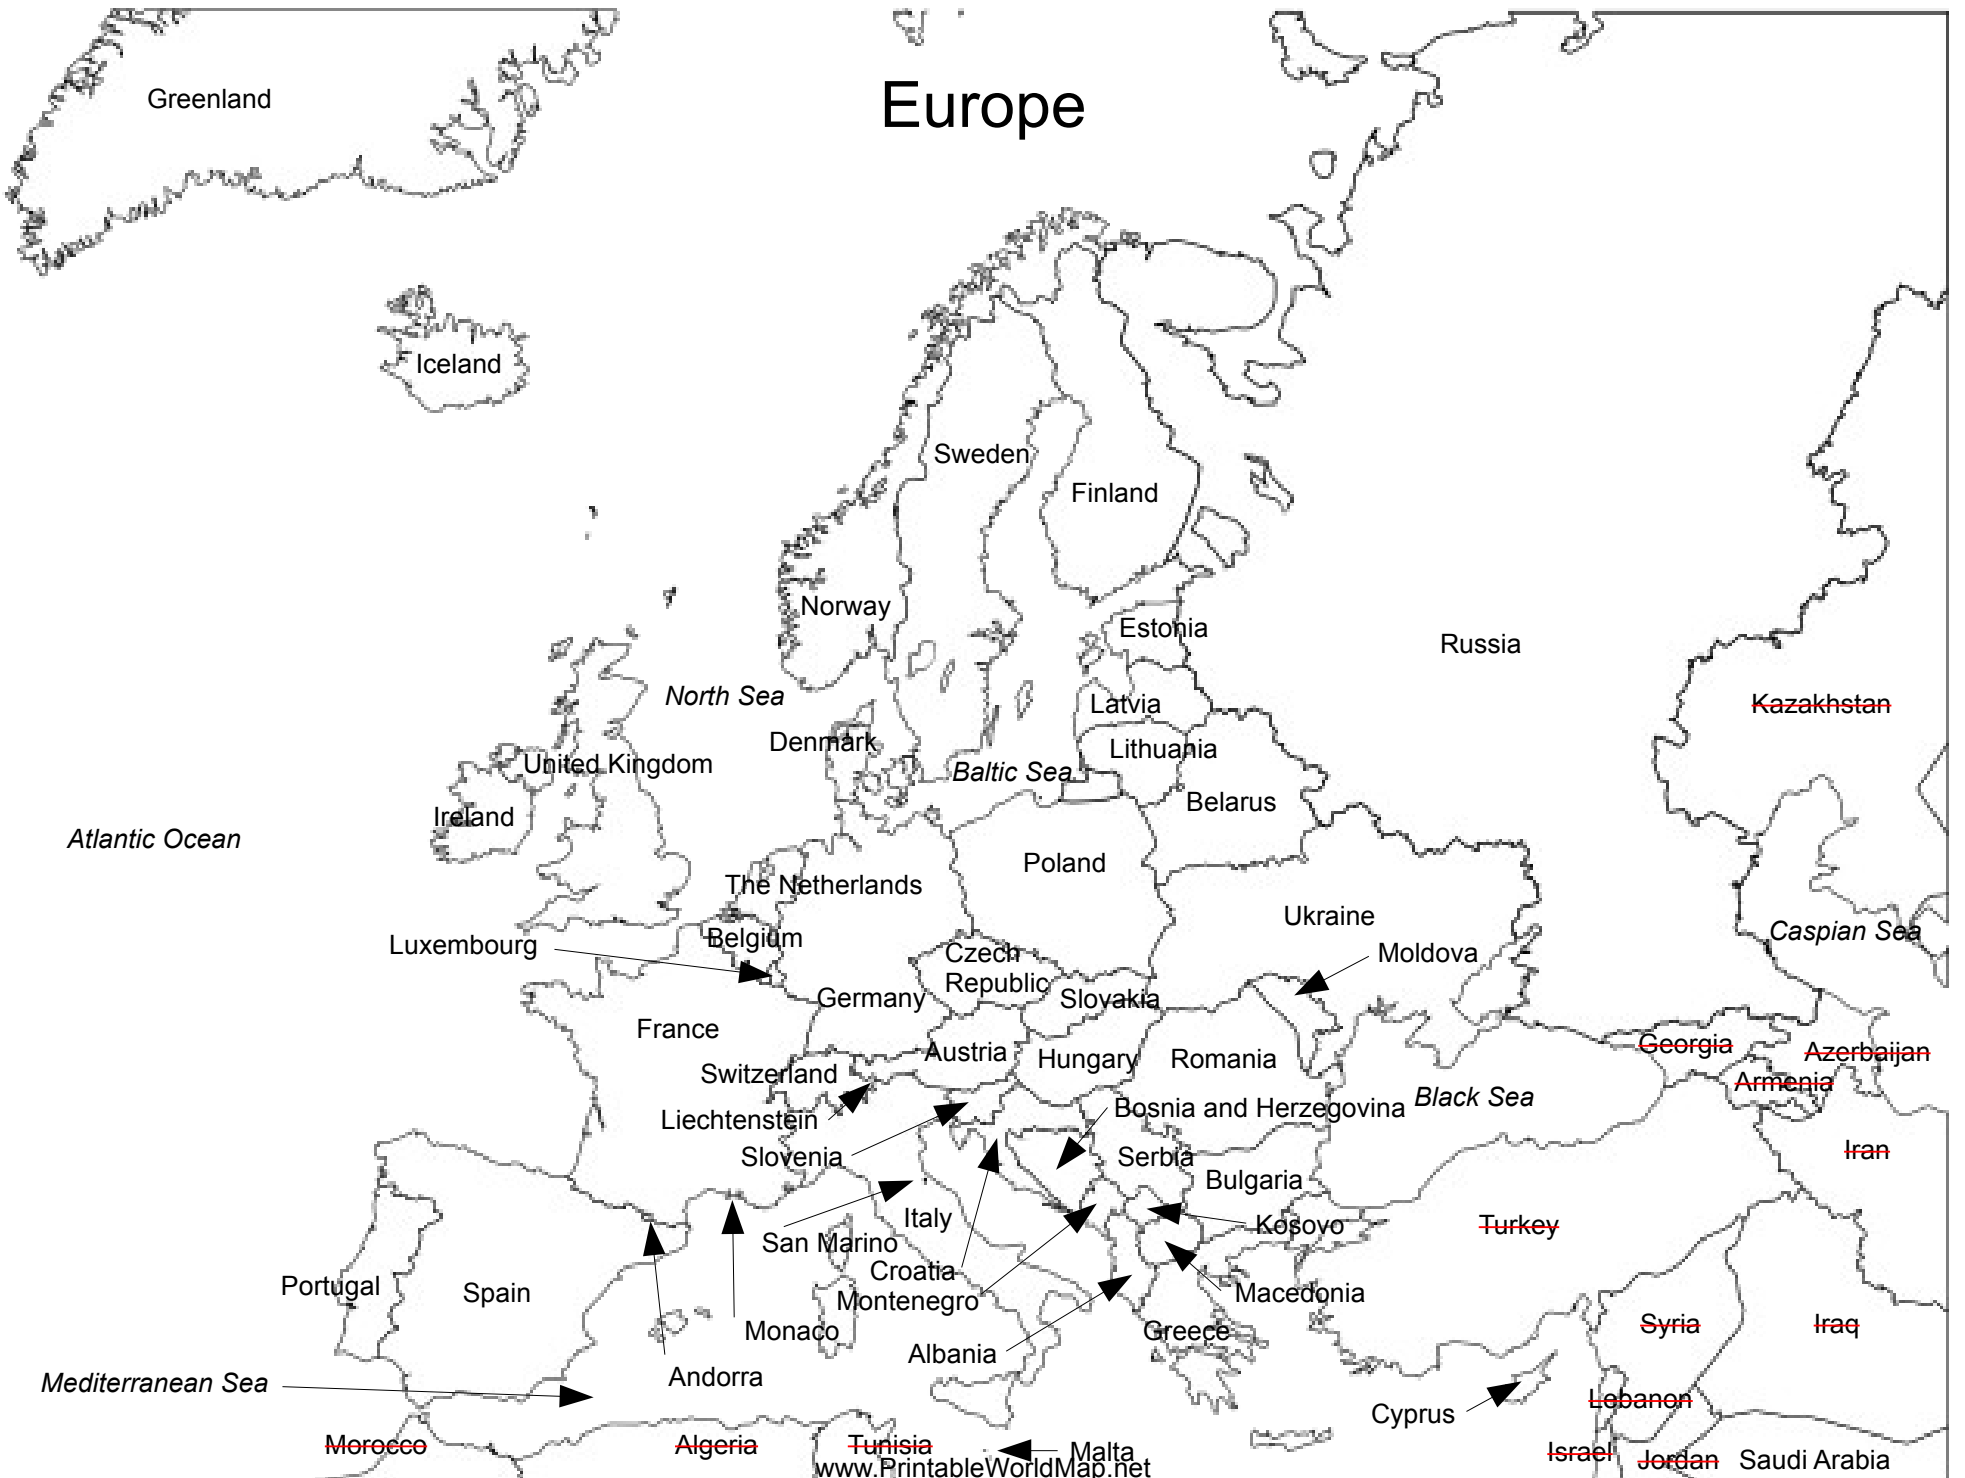 Europe
Greenland
Iceland
Sweden
Finland
Norway
Estonia
Russia
North Sea
Latvia
Kazakhstan
Denmark
Lithuania
United Kingdom
Baltic Sea
Belarus
Ireland
Atlantic Ocean
Poland
The Netherlands
Ukraine
Caspian Sea
Belgium
Luxembourg
Czech
Republic
Moldova
Germany
Slovakia
France
Georgia
Azerbaijan
Austria
Hungary
Romania
Switzerland
Armenia
Black Sea
Bosnia and Herzegovina
Liechtenstein
Slovenia
Serbia
Iran
Bulgaria
Italy
Kosovo
Turkey
San Marino
Croatia
Portugal
Spain
Montenegro
Macedonia
Monaco
Greece
Syria
Iraq
Albania
Andorra
Mediterranean Sea
Lebanon
Cyprus
Morocco
Algeria
Tunisia
Malta
Israel
Jordan
Saudi Arabia
www.PrintableWorldMap.net